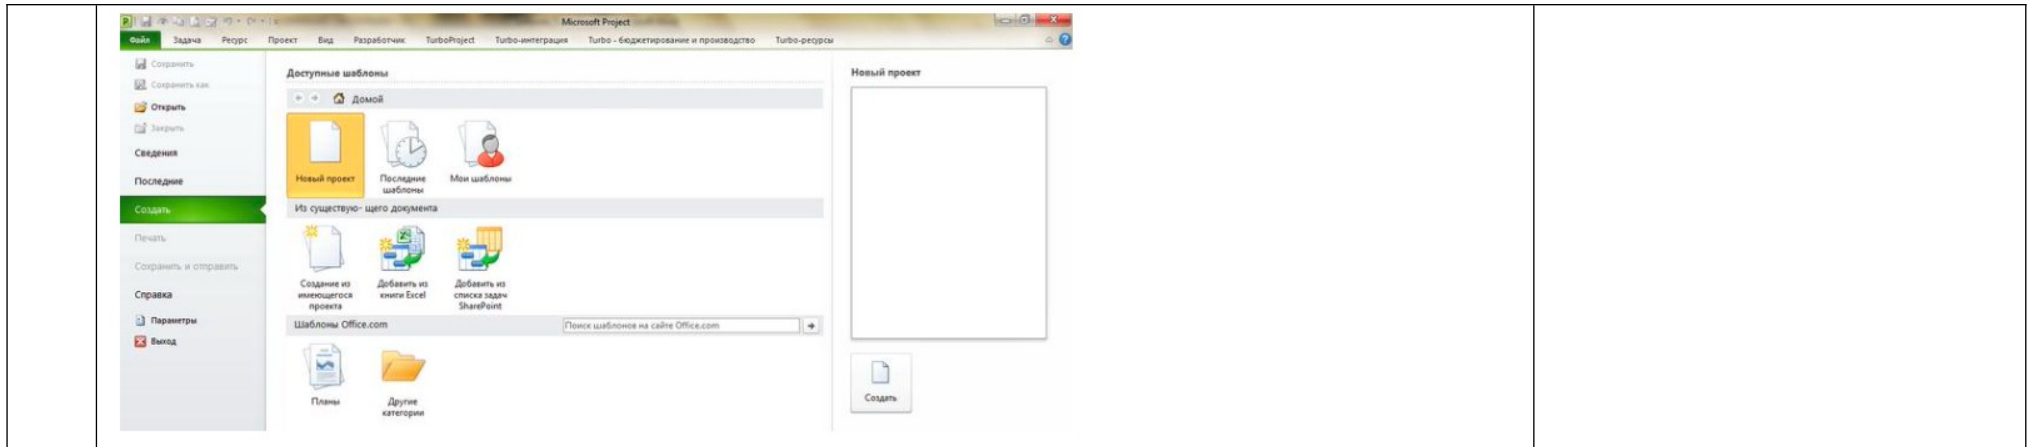 Microsoft Project
Файл Задача Ресурс Проект Вид Разработчик TurboProject Turbo-интеграция Turbo - бюджетирование и производство Turbo-ресурсы
Сохранить
Сохранить как
Открыть
Закрыть
Сведения
Последние
Создать
Печать
Сохранить и отправить
Справка
Параметры
Выход
Доступные шаблоны
Домой
Новый проект
Последние
шаблоны
Мои шаблоны
Из существую- щего документа
Создание из
имеющегося
проекта
Добавить из
книги Excel
Добавить из
списка задач
SharePoint
Шаблоны Office.com
Поиск шаблонов на сайте Office.com
Планы
Другие
категории
Новый проект
Создать